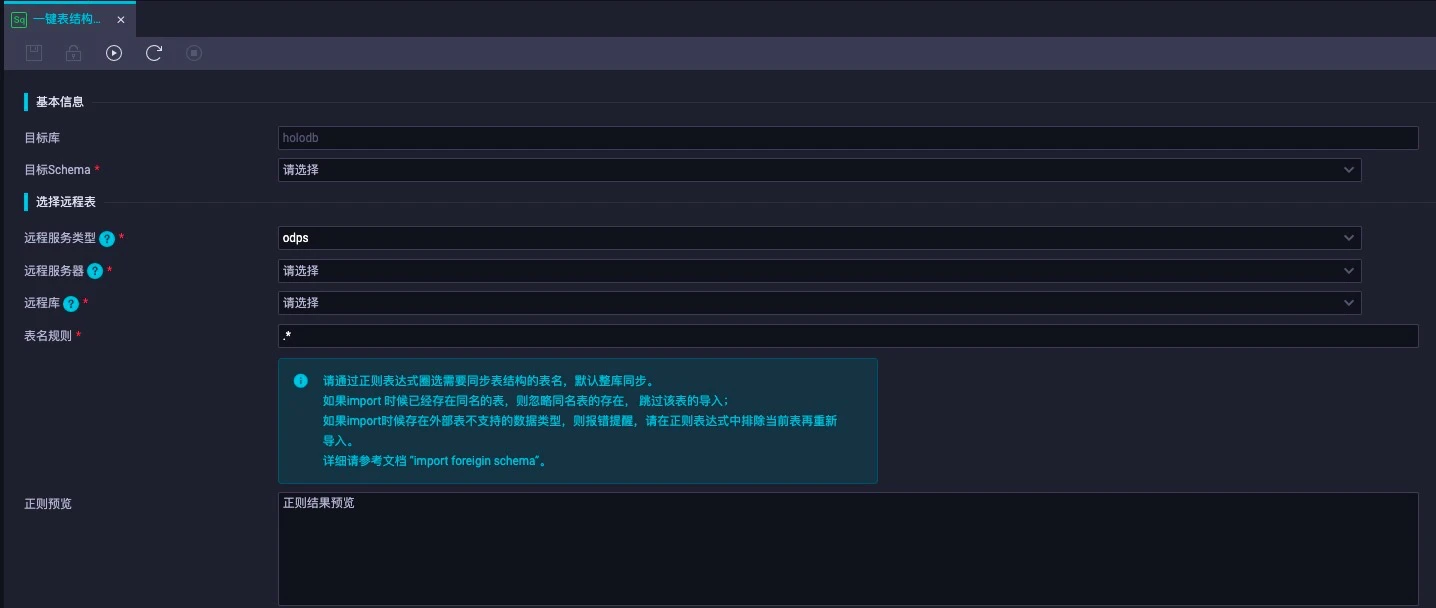 Sq 一键表结构...
基本信息
目标库 holodb
目标Schema * 请选择
选择远程表
远程服务类型 ? * odps
远程服务器 ? * 请选择
远程库 ? * 请选择
表名规则 * .*
请通过正则表达式圈选需要同步表结构的表名，默认整库同步。
如果import 时候已经存在同名的表，则忽略同名表的存在， 跳过该表的导入；
如果import时候存在外部表不支持的数据类型，则报错提醒，请在正则表达式中排除当前表再重新
导入。
详细请参考文档 “import foreigin schema”。
正则预览 正则结果预览